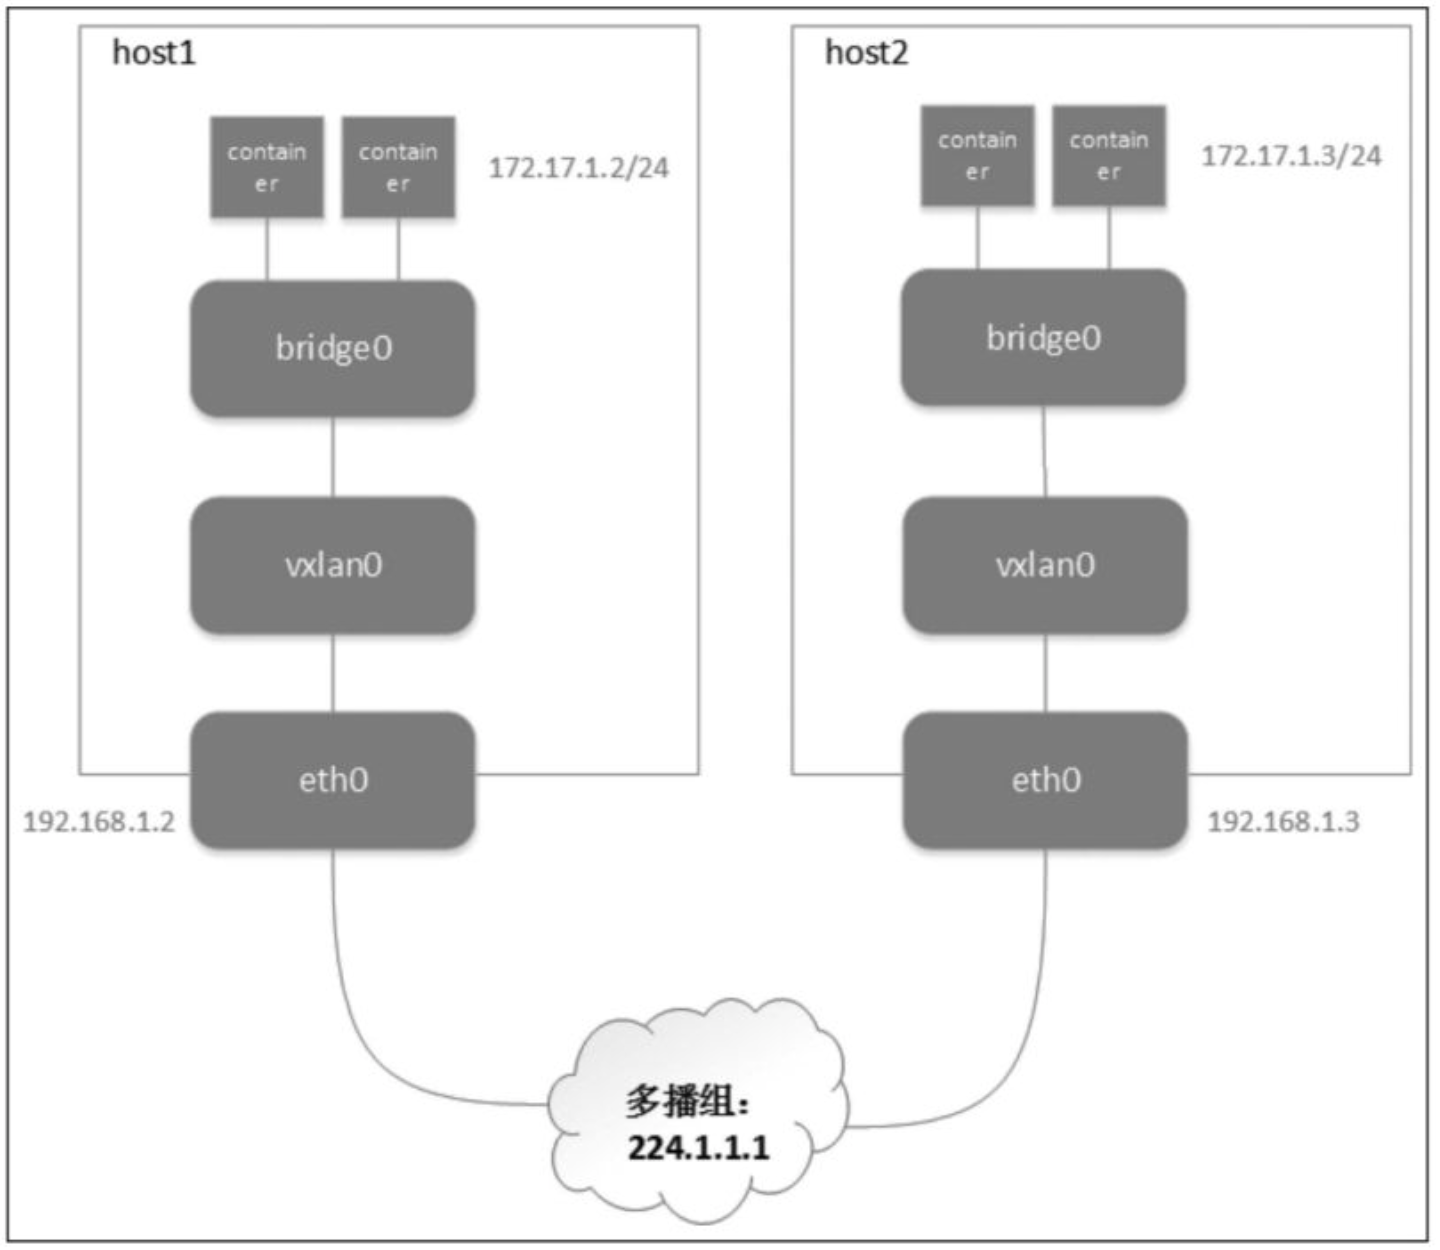 host1
contain
er
contain
er
172.17.1.2/24
bridge0
vxlan0
eth0
192.168.1.2
host2
contain
er
contain
er
172.17.1.3/24
bridge0
vxlan0
eth0
192.168.1.3
多播组：
224.1.1.1